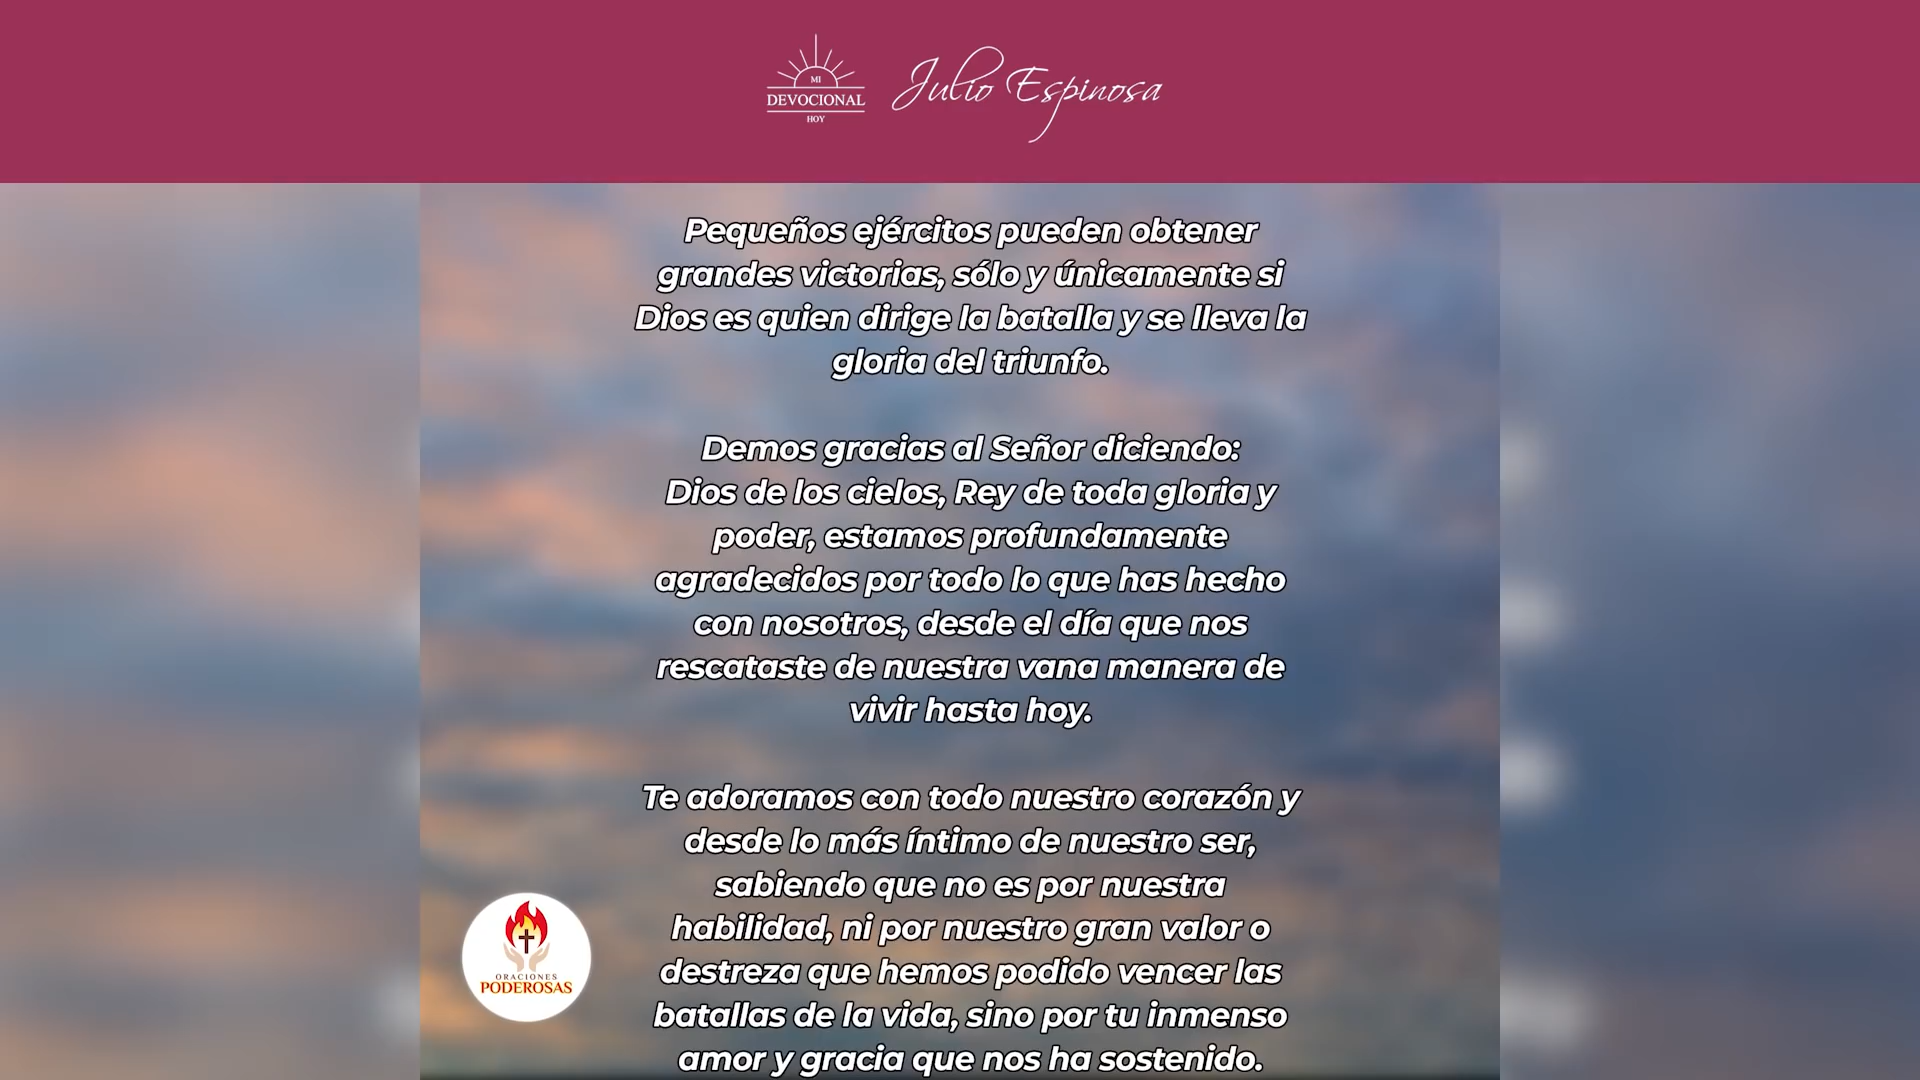 MI
DEVOCIONAL
HOY
Julio Espinosa
Pequeños ejércitos pueden obtener
grandes victorias, sólo y únicamente si
Dios es quien dirige la batalla y se lleva la
gloria del triunfo.
Demos gracias al Señor diciendo:
Dios de los cielos, Rey de toda gloria y
poder, estamos profundamente
agradecidos por todo lo que has hecho
con nosotros, desde el día que nos
rescataste de nuestra vana manera de
vivir hasta hoy.
Te adoramos con todo nuestro corazón y
desde lo más íntimo de nuestro ser,
sabiendo que no es por nuestra
habilidad, ni por nuestro gran valor o
destreza que hemos podido vencer las
batallas de la vida, sino por tu inmenso
amor y gracia que nos ha sostenido.
ORACIONES
PODEROSAS